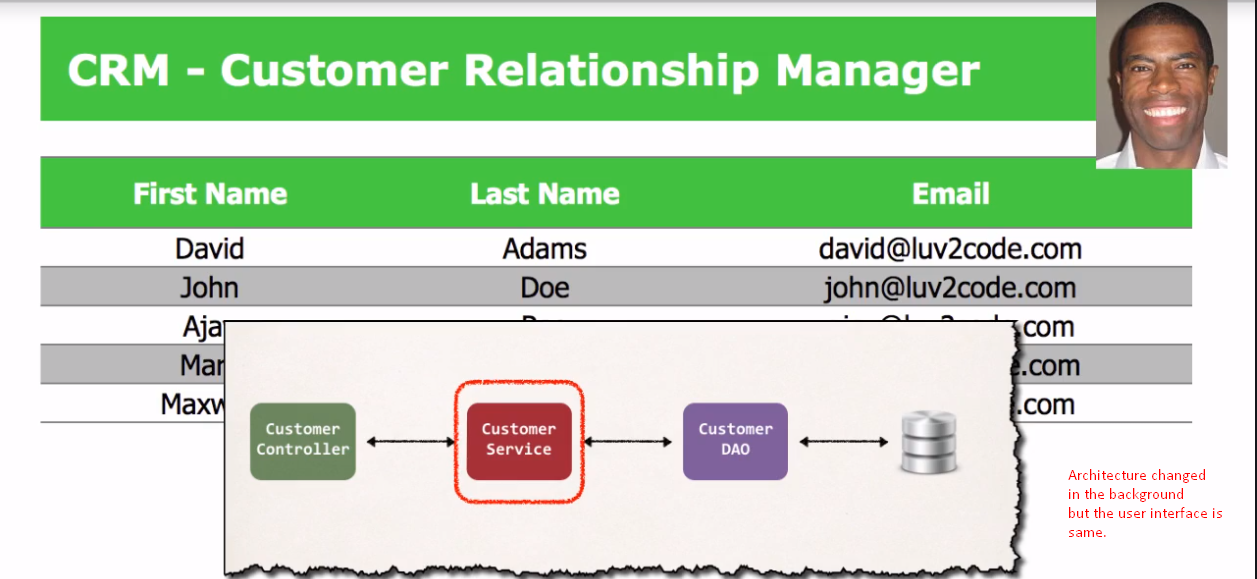 CRM - Customer Relationship Manager
First Name Last Name Email
David Adams david@luv2code.com
John Doe john@luv2code.com
.com
.com
.com
Customer
Controller
Customer
Service
Customer
DAO
Architecture changed
in the background
but the user interface is
same.